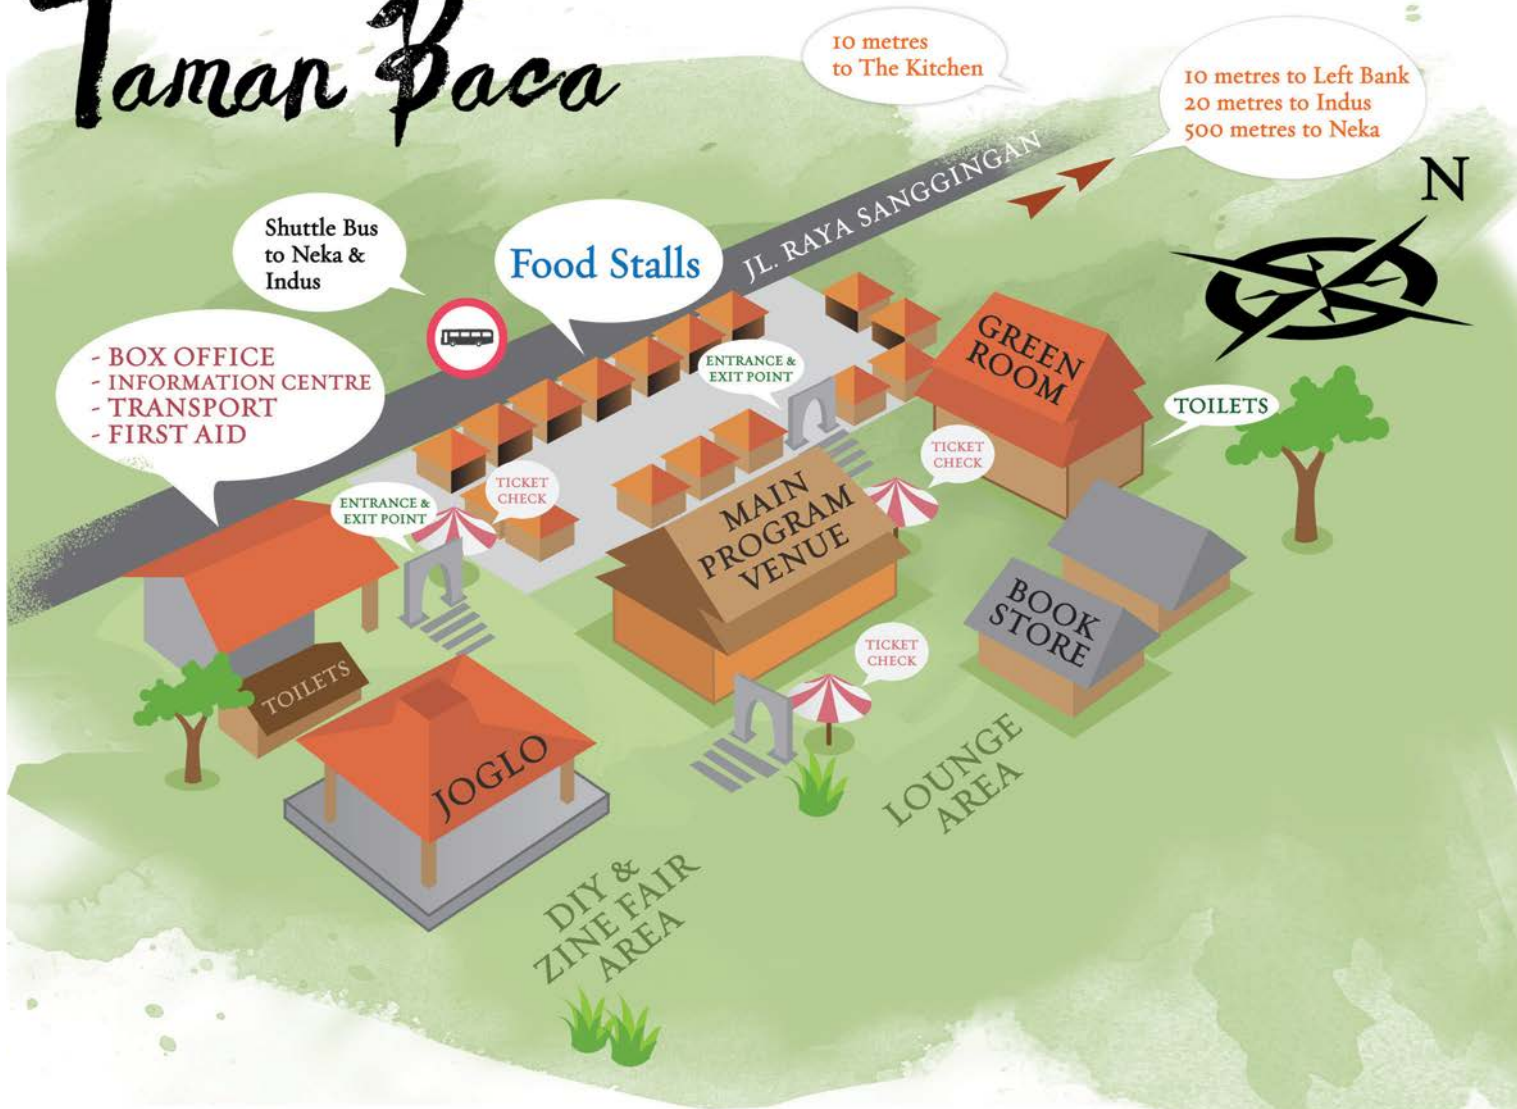 Taman Baca
10 metres
to The Kitchen
10 metres to Left Bank
20 metres to Indus
500 metres to Neka
N
JL. RAYA SANGGINGAN
Shuttle Bus
to Neka &
Indus
Food Stalls
- BOX OFFICE
- INFORMATION CENTRE
- TRANSPORT
- FIRST AID
ENTRANCE &
EXIT POINT
GREEN
ROOM
TOILETS
TICKET
CHECK
TICKET
CHECK
ENTRANCE &
EXIT POINT
MAIN
PROGRAM
VENUE
BOOK
STORE
TICKET
CHECK
TOILETS
JOGLO
LOUNGE
AREA
DIY &
ZINE FAIR
AREA